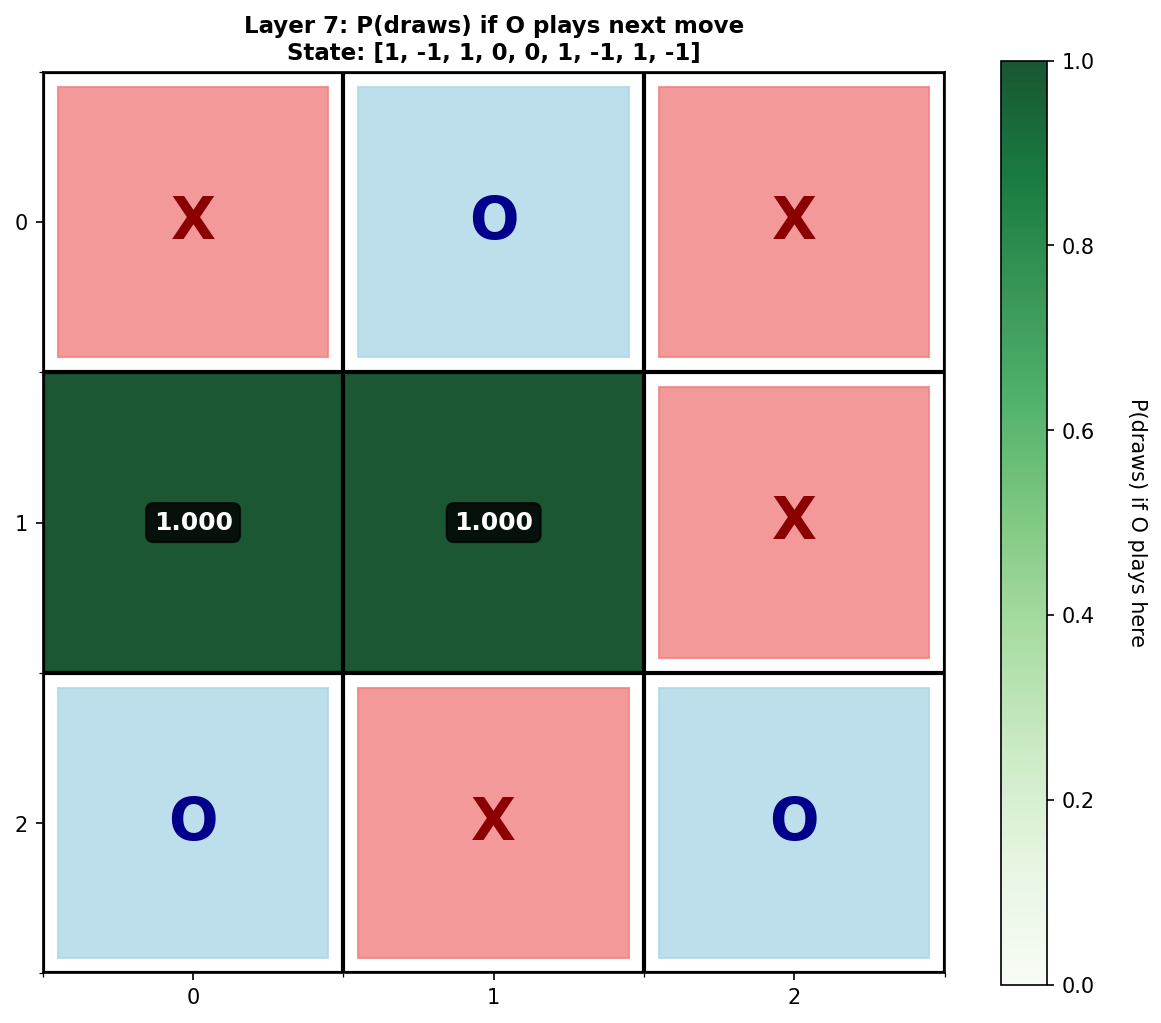 Layer 7: P(draws) if O plays next move
State: [1, -1, 1, 0, 0, 1, -1, 1, -1]
X
O
X
1.000
1.000
X
O
X
O
0
1
2
0
1
2
1.0
0.8
0.6
0.4
0.2
0.0
P(draws) if O plays here